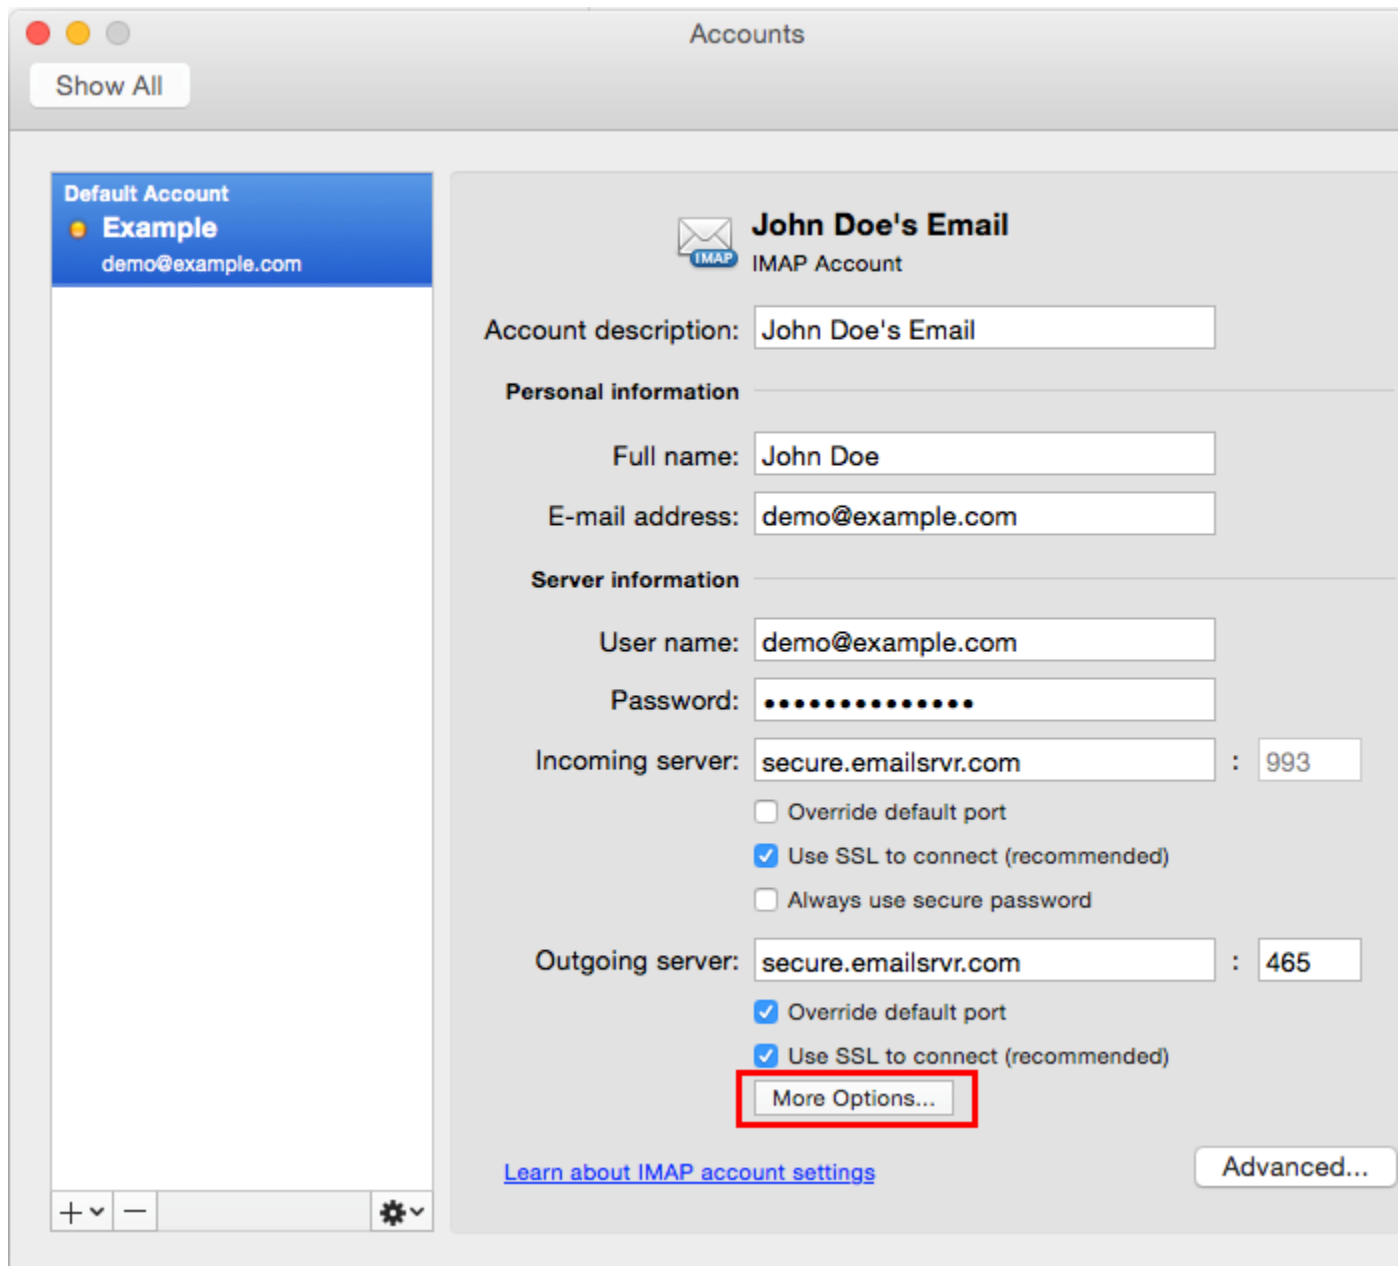 Accounts
Show All
Default Account
Example
demo@example.com
John Doe's Email
IMAP
IMAP Account
Account description: John Doe's Email
Personal information
Full name: John Doe
E-mail address: demo@example.com
Server information
User name: demo@example.com
Password: ••••••••••••••
Incoming server: secure.emailsrvr.com : 993
Override default port
Use SSL to connect (recommended)
Always use secure password
Outgoing server: secure.emailsrvr.com : 465
Override default port
Use SSL to connect (recommended)
More Options...
Learn about IMAP account settings
Advanced...